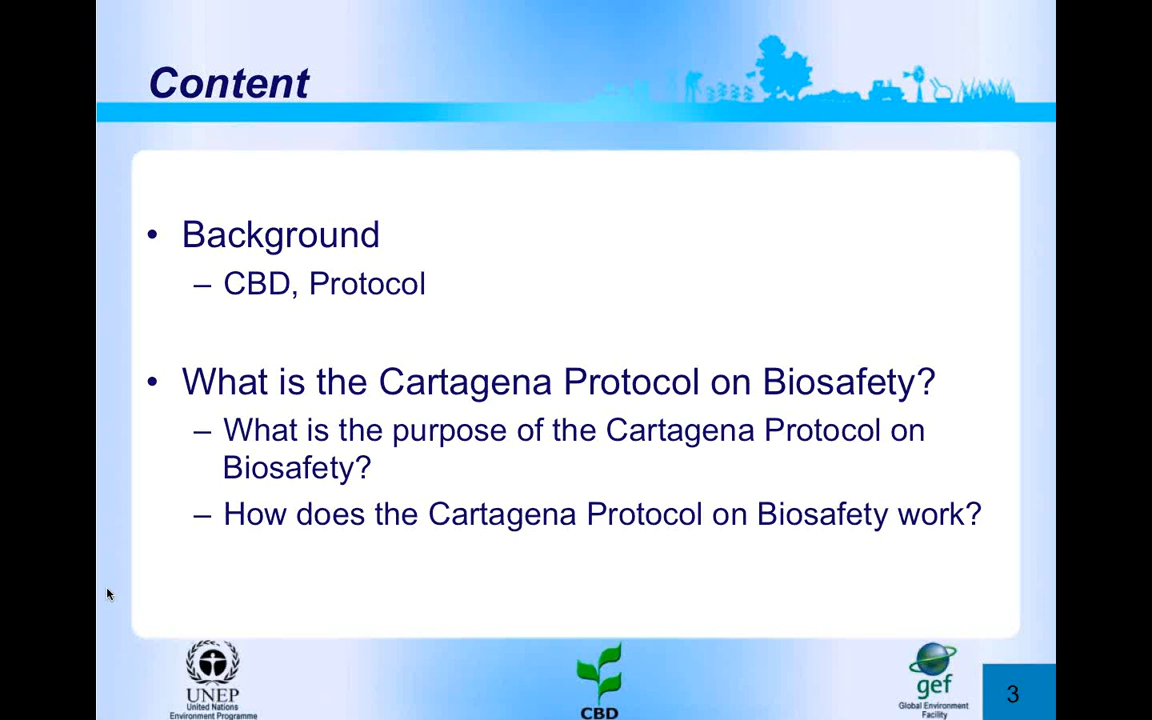 Content
• Background
– CBD, Protocol
• What is the Cartagena Protocol on Biosafety?
– What is the purpose of the Cartagena Protocol on
Biosafety?
– How does the Cartagena Protocol on Biosafety work?
UNEP
United Nations
Environment Programme
CBD
gef
Global Environment
Facility
3